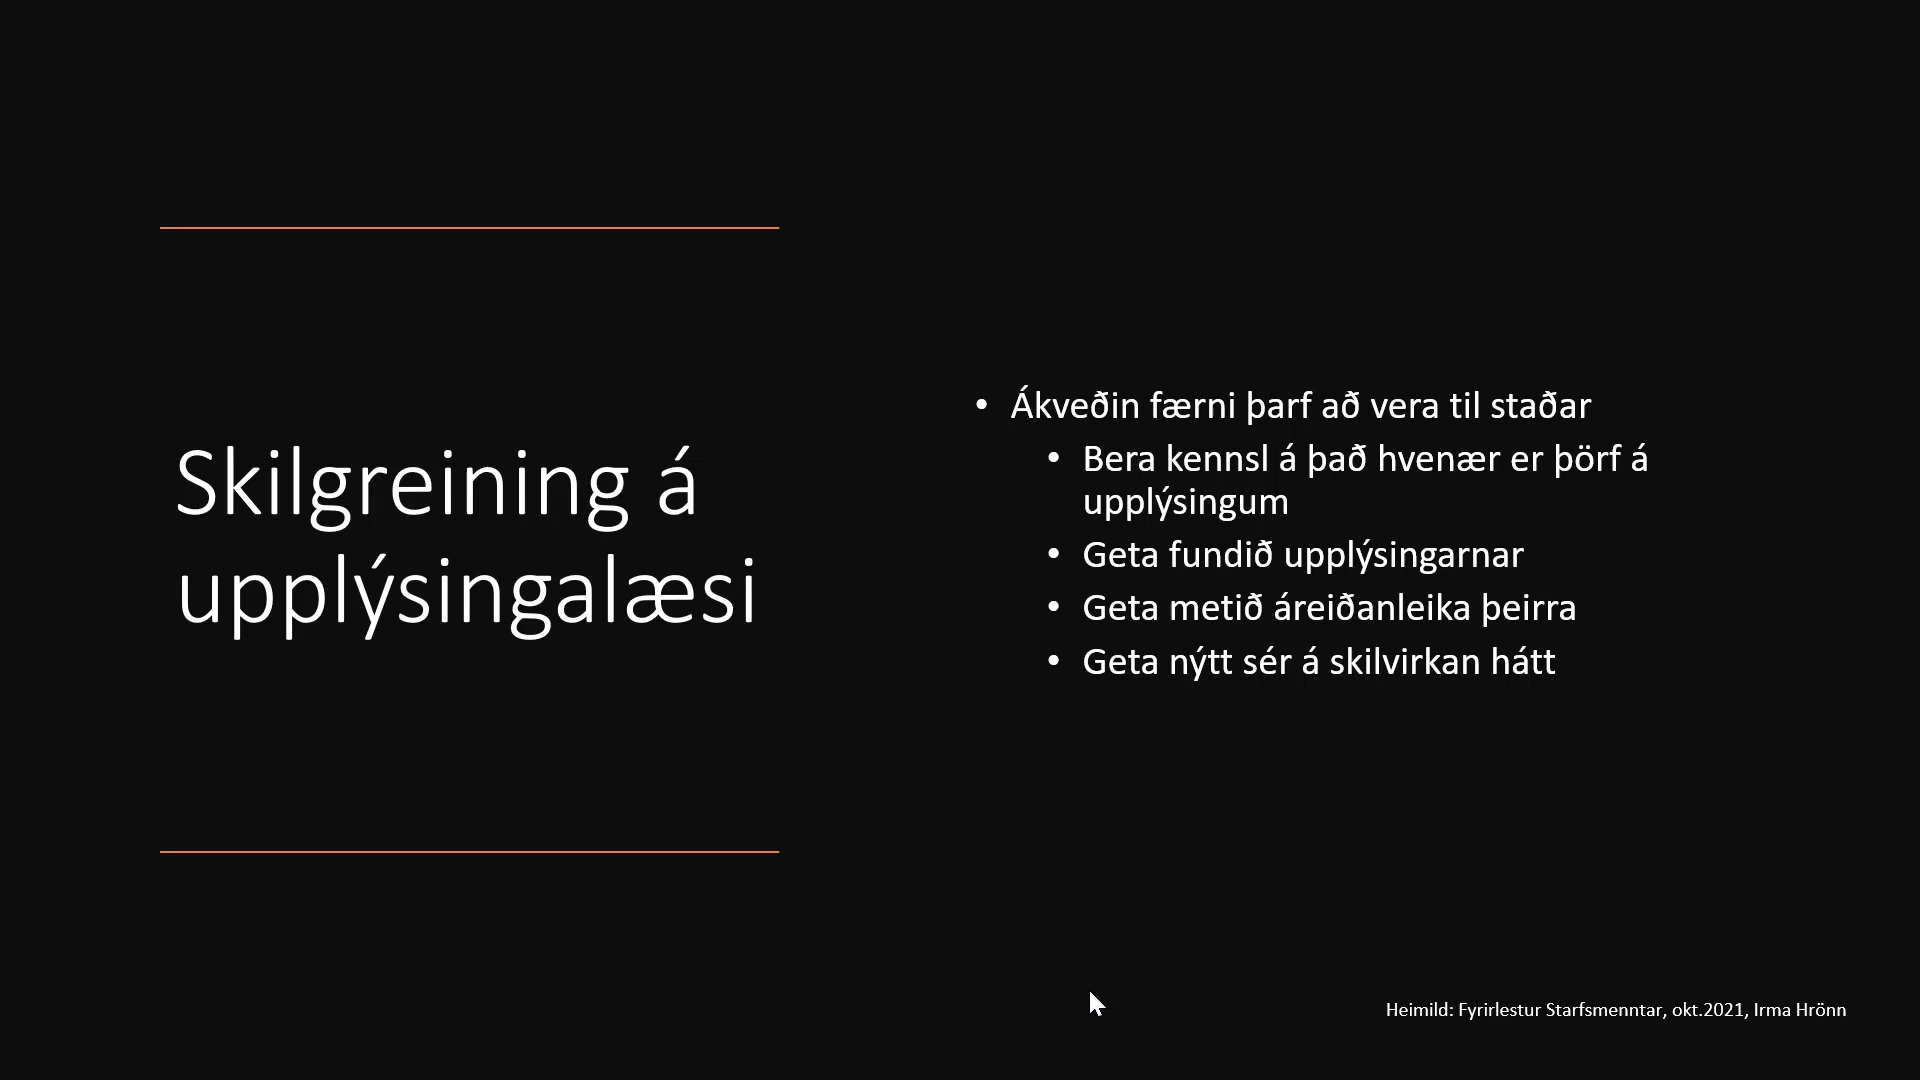 Skilgreining á
upplýsingalæsi
• Ákveðin færni þarf að vera til staðar
• Bera kennsl á það hvenær er þörf á
upplýsingum
• Geta fundið upplýsingarnar
• Geta metið áreiðanleika þeirra
• Geta nýtt sér á skilvirkan hátt
Heimild: Fyrirlestur Starfsmenntar, okt.2021, Irma Hrönn